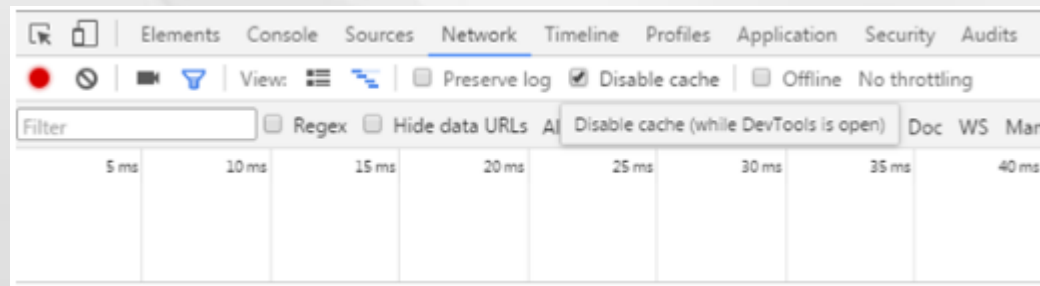 Elements Console Sources Network Timeline Profiles Application Security Audits
View: Preserve log Disable cache Offline No throttling
Filter Regex Hide data URLs Disable cache (while DevTools is open) Doc WS Man
5 ms 10 ms 15 ms 20 ms 25 ms 30 ms 35 ms 40 ms